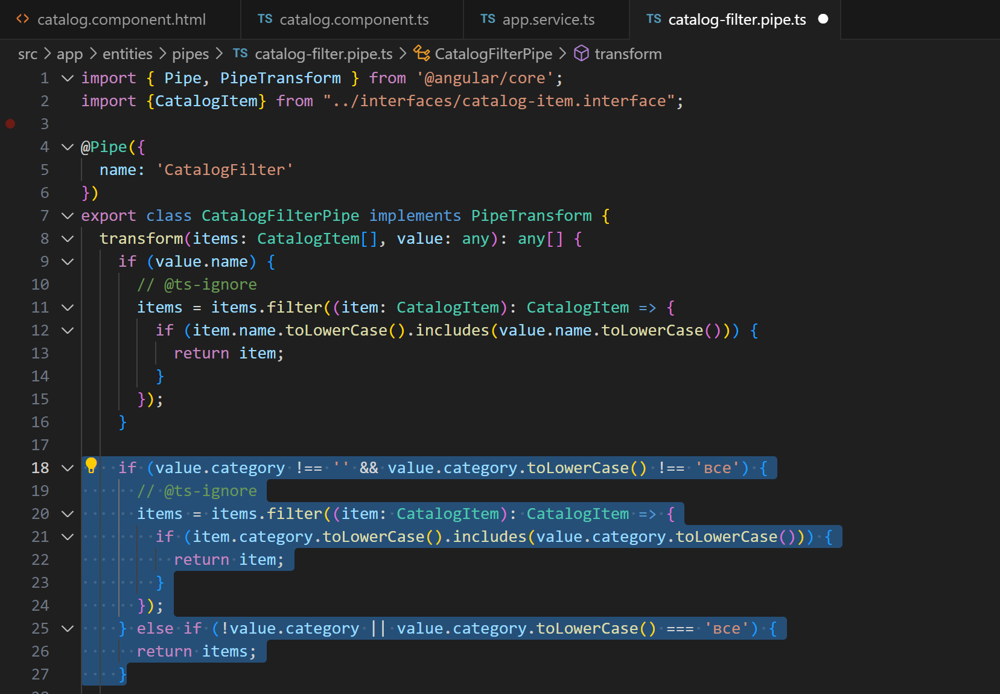 catalog.component.html TS catalog.component.ts TS app.service.ts TS catalog-filter.pipe.ts
src > app > entities > pipes > TS catalog-filter.pipe.ts > CatalogFilterPipe > transform
1 import { Pipe, PipeTransform } from '@angular/core';
2 import {CatalogItem} from "../interfaces/catalog-item.interface";
3
4 @Pipe({
5   name: 'CatalogFilter'
6 })
7 export class CatalogFilterPipe implements PipeTransform {
8   transform(items: CatalogItem[], value: any): any[] {
9     if (value.name) {
10       // @ts-ignore
11       items = items.filter((item: CatalogItem): CatalogItem => {
12         if (item.name.toLowerCase().includes(value.name.toLowerCase())) {
13           return item;
14         }
15       });
16     }
17
18     if (value.category !== '' && value.category.toLowerCase() !== 'все') {
19       // @ts-ignore
20       items = items.filter((item: CatalogItem): CatalogItem => {
21         if (item.category.toLowerCase().includes(value.category.toLowerCase())) {
22           return item;
23         }
24       });
25     } else if (!value.category || value.category.toLowerCase() === 'все') {
26       return items;
27     }